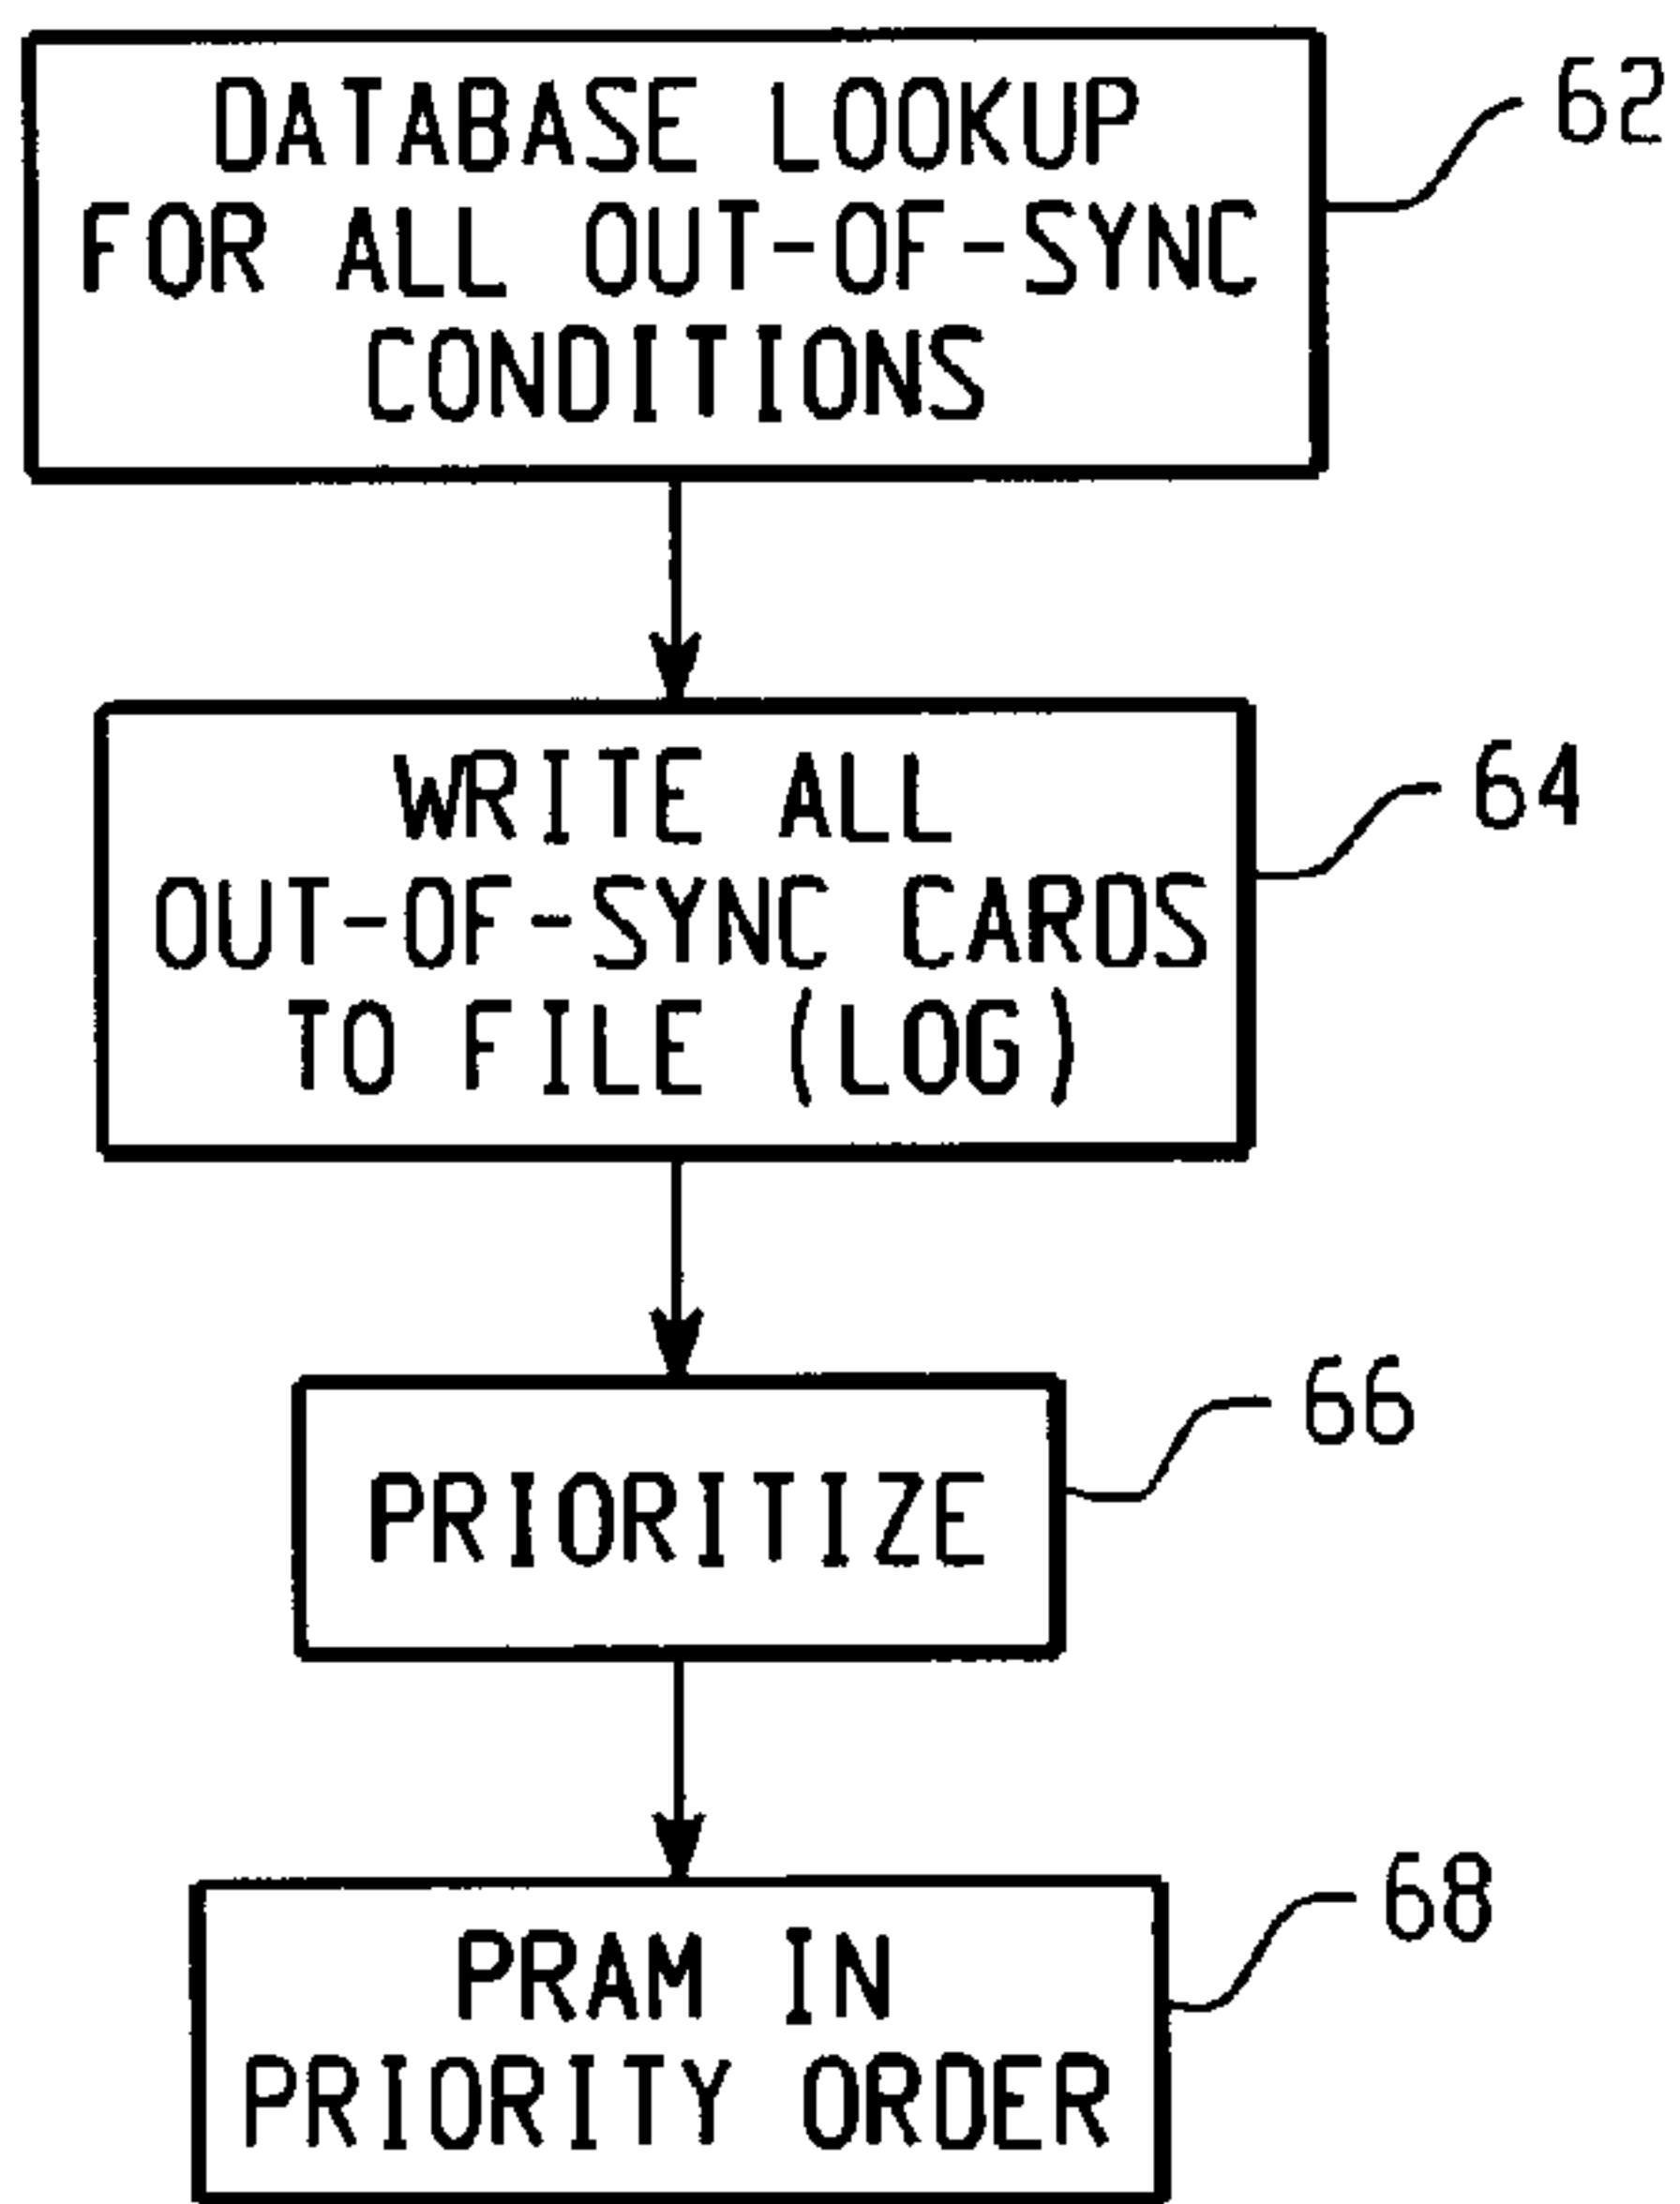 DATABASE LOOKUP
FOR ALL OUT-OF-SYNC
CONDITIONS
62
WRITE ALL
OUT-OF-SYNC CARDS
TO FILE (LOG)
64
PRIORITIZE
66
PRAM IN
PRIORITY ORDER
68